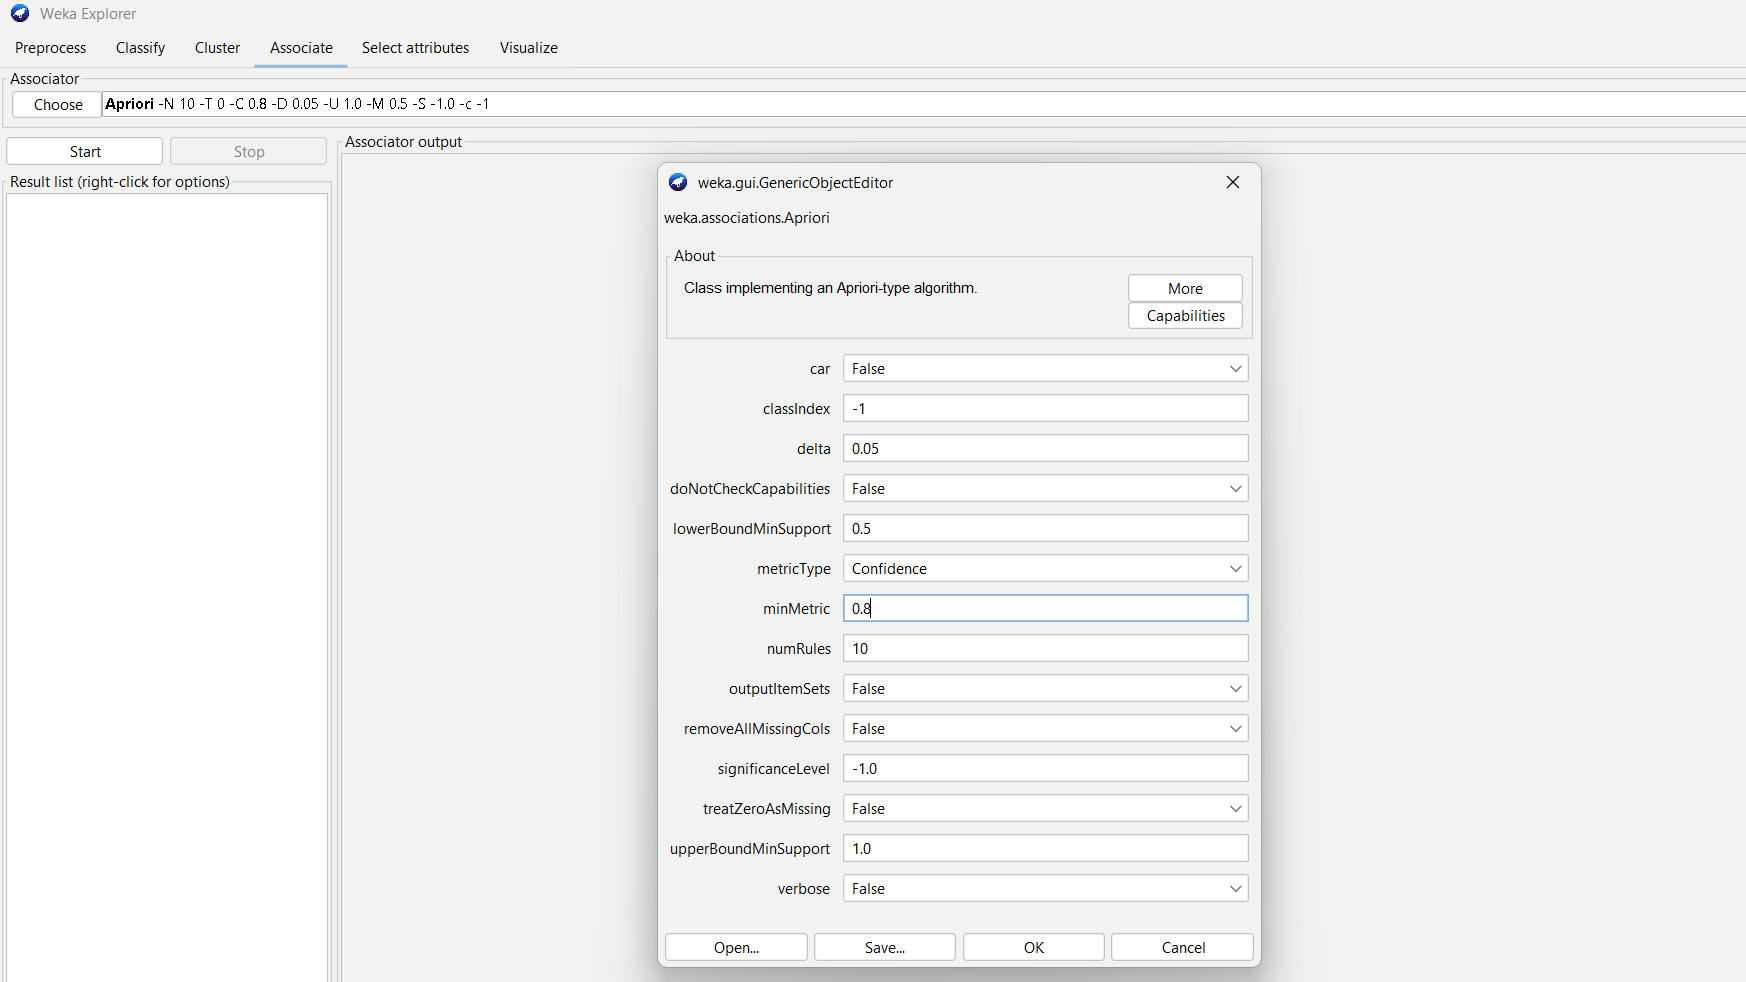 Weka Explorer
Preprocess Classify Cluster Associate Select attributes Visualize
Associator
Choose Apriori -N 10 -T 0 -C 0.8 -D 0.05 -U 1.0 -M 0.5 -S -1.0 -c -1
Start Stop
Result list (right-click for options)
Associator output
weka.gui.GenericObjectEditor
weka.associations.Apriori
About
Class implementing an Apriori-type algorithm.
More
Capabilities
car False
classIndex -1
delta 0.05
doNotCheckCapabilities False
lowerBoundMinSupport 0.5
metricType Confidence
minMetric 0.8
numRules 10
outputItemSets False
removeAllMissingCols False
significanceLevel -1.0
treatZeroAsMissing False
upperBoundMinSupport 1.0
verbose False
Open... Save... OK Cancel